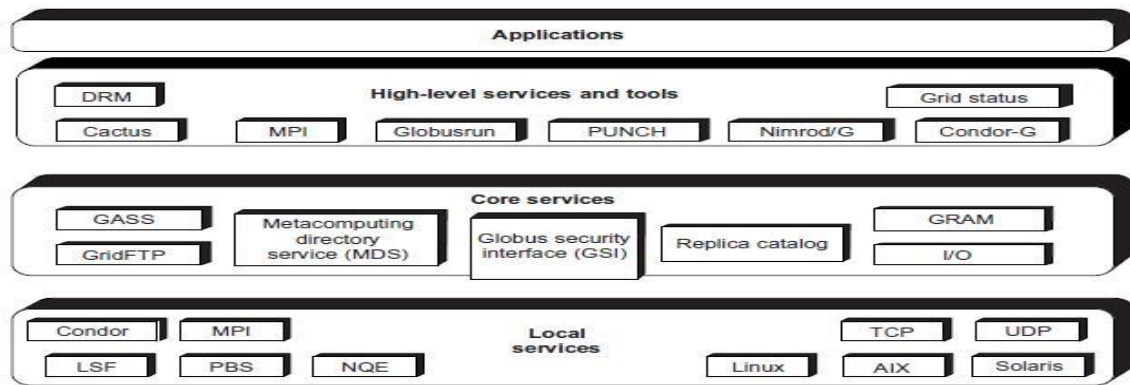 Applications
DRM
High-level services and tools
Grid status
Cactus
MPI
Globusrun
PUNCH
Nimrod/G
Condor-G
Core services
GASS
Metacomputing
directory
service (MDS)
Globus security
interface (GSI)
Replica catalog
GRAM
GridFTP
I/O
Condor
MPI
Local
services
TCP
UDP
LSF
PBS
NQE
Linux
AIX
Solaris